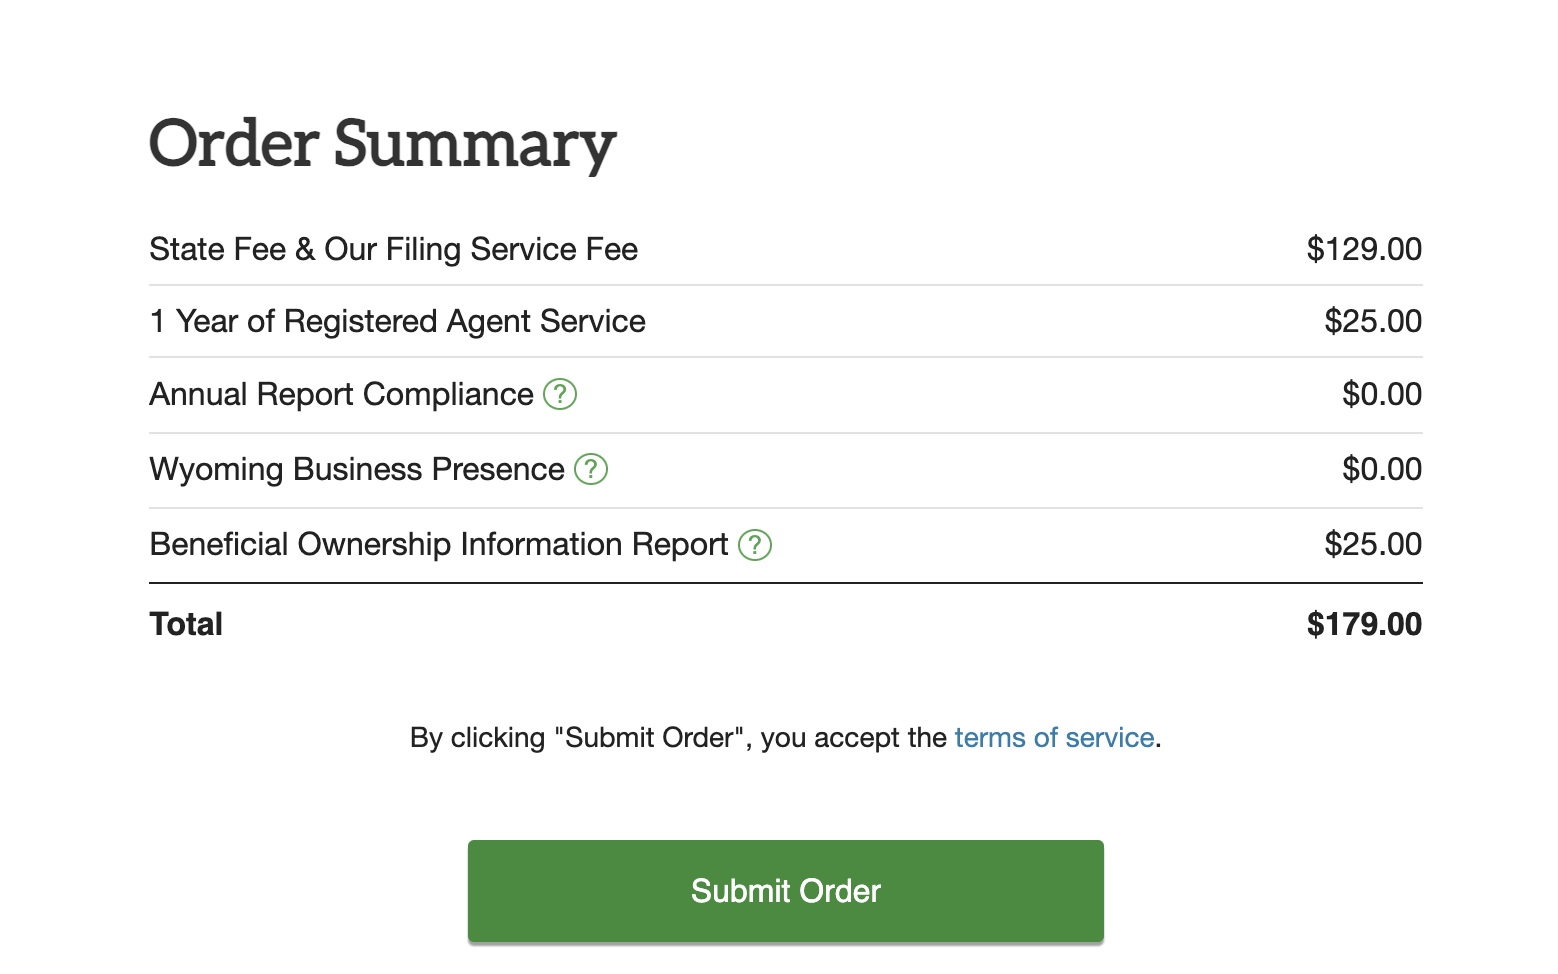 Order Summary
State Fee & Our Filing Service Fee $129.00
1 Year of Registered Agent Service $25.00
Annual Report Compliance ? $0.00
Wyoming Business Presence ? $0.00
Beneficial Ownership Information Report ? $25.00
Total $179.00
By clicking "Submit Order", you accept the terms of service.
Submit Order